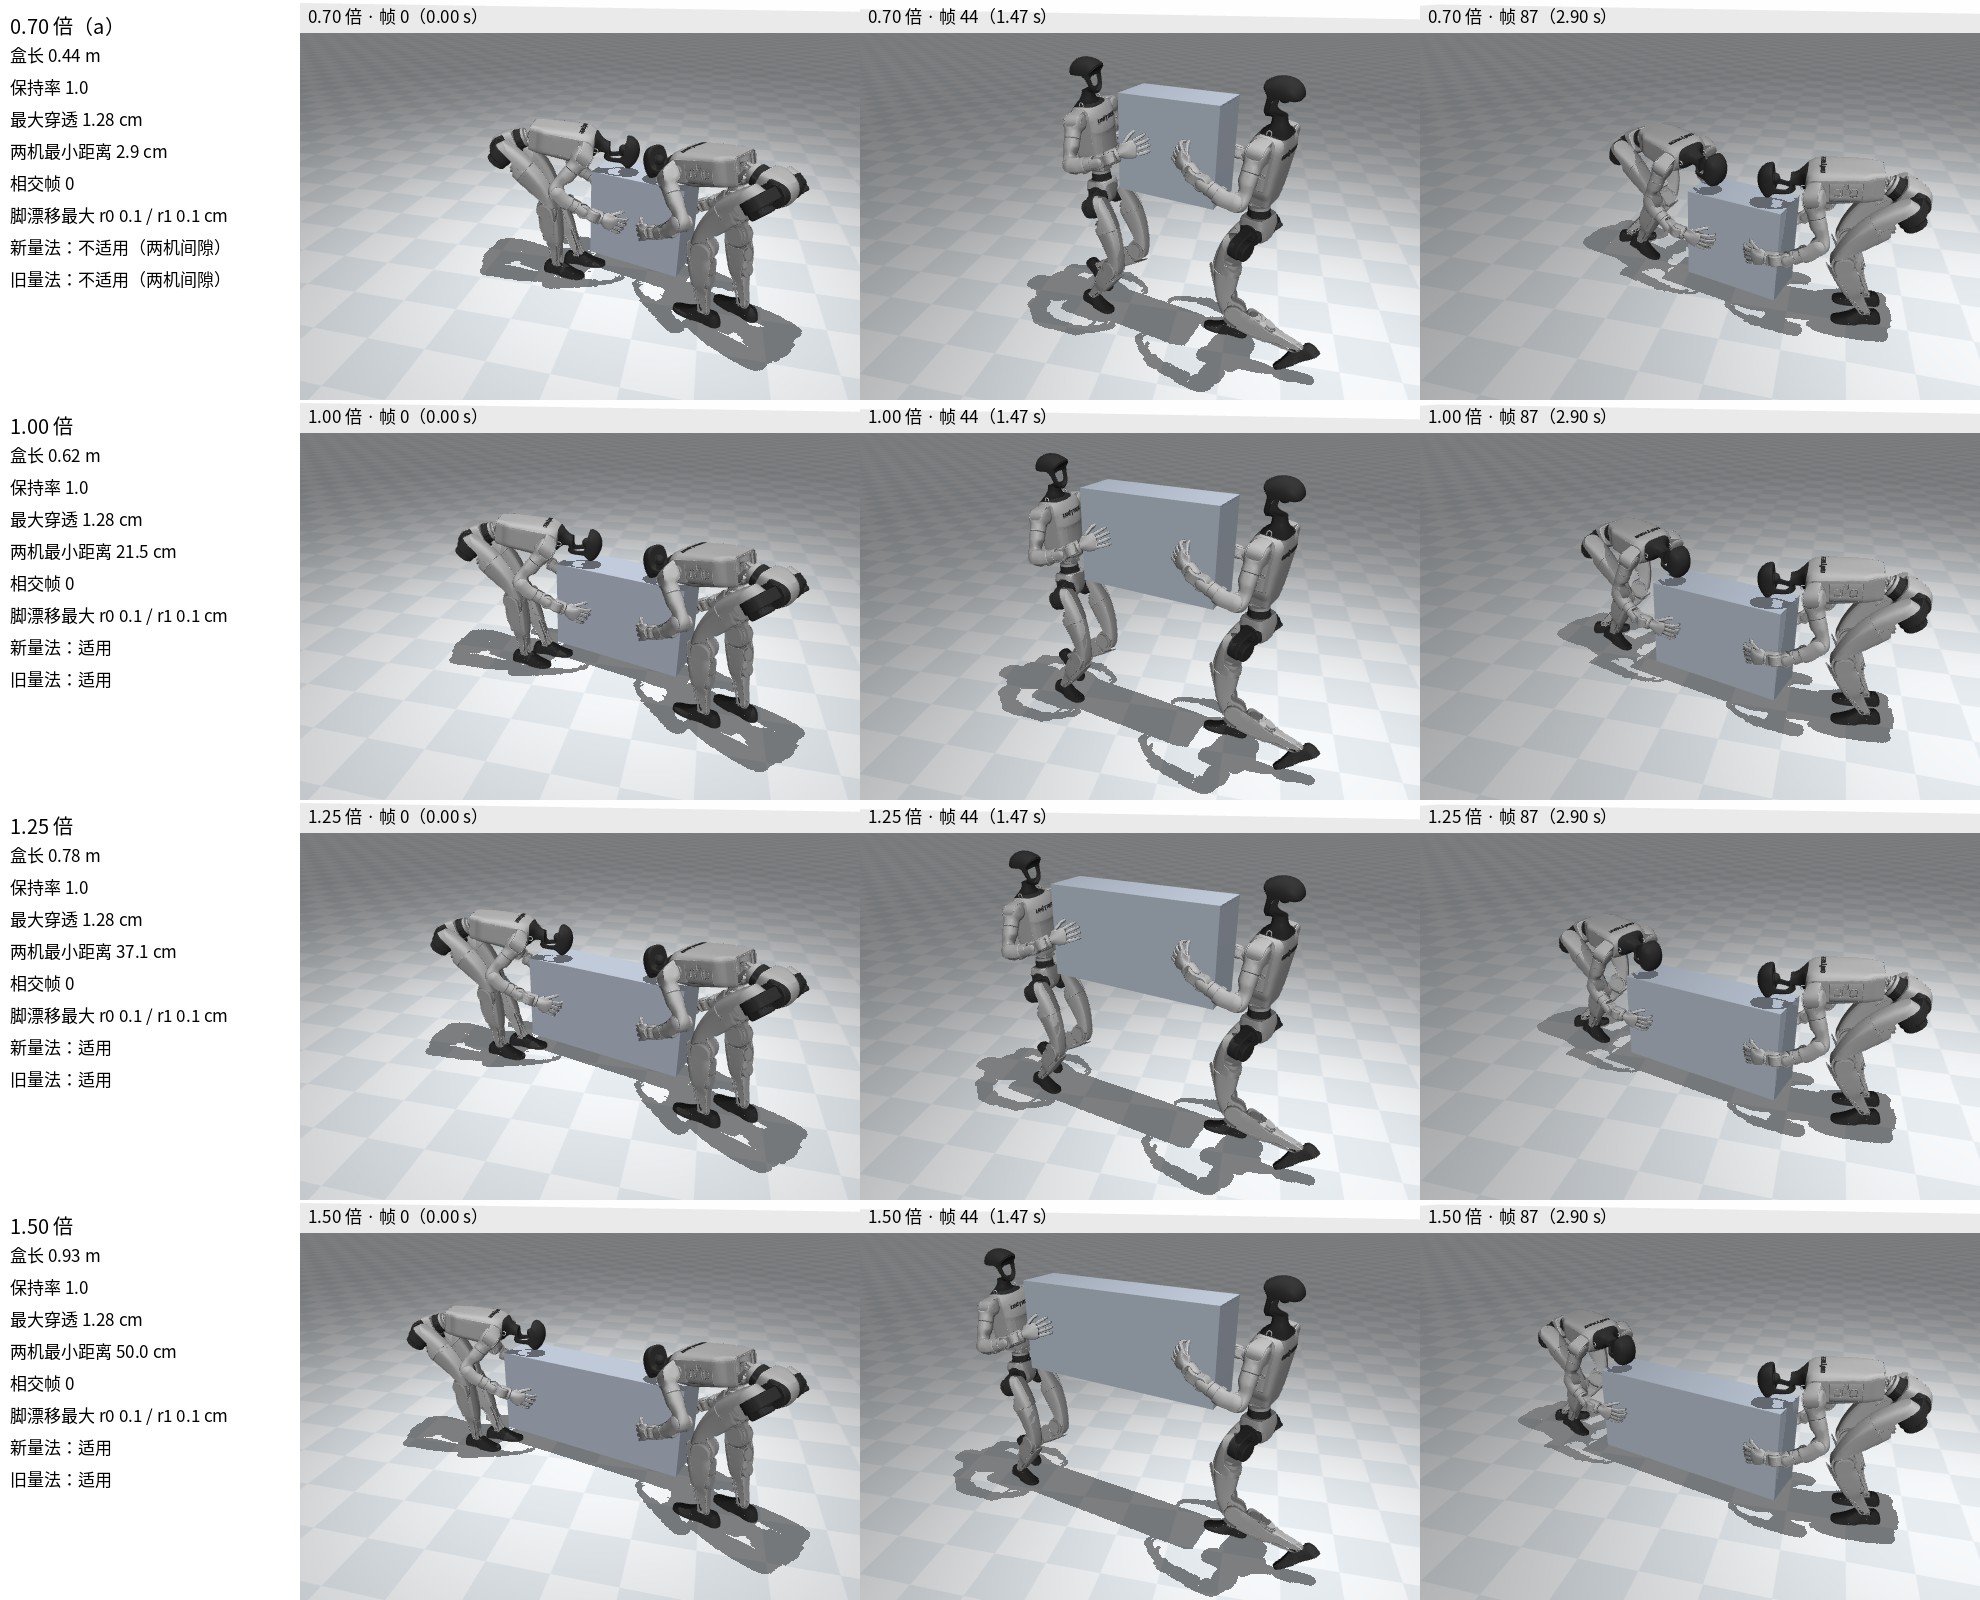 0.70 倍（a）
盒长 0.44 m
保持率 1.0
最大穿透 1.28 cm
两机最小距离 2.9 cm
相交帧 0
脚漂移最大 r0 0.1 / r1 0.1 cm
新量法：不适用（两机间隙）
旧量法：不适用（两机间隙）
0.70 倍 · 帧 0（0.00 s）
0.70 倍 · 帧 44（1.47 s）
0.70 倍 · 帧 87（2.90 s）
1.00 倍
盒长 0.62 m
保持率 1.0
最大穿透 1.28 cm
两机最小距离 21.5 cm
相交帧 0
脚漂移最大 r0 0.1 / r1 0.1 cm
新量法：适用
旧量法：适用
1.00 倍 · 帧 0（0.00 s）
1.00 倍 · 帧 44（1.47 s）
1.00 倍 · 帧 87（2.90 s）
1.25 倍
盒长 0.78 m
保持率 1.0
最大穿透 1.28 cm
两机最小距离 37.1 cm
相交帧 0
脚漂移最大 r0 0.1 / r1 0.1 cm
新量法：适用
旧量法：适用
1.25 倍 · 帧 0（0.00 s）
1.25 倍 · 帧 44（1.47 s）
1.25 倍 · 帧 87（2.90 s）
1.50 倍
盒长 0.93 m
保持率 1.0
最大穿透 1.28 cm
两机最小距离 50.0 cm
相交帧 0
脚漂移最大 r0 0.1 / r1 0.1 cm
新量法：适用
旧量法：适用
1.50 倍 · 帧 0（0.00 s）
1.50 倍 · 帧 44（1.47 s）
1.50 倍 · 帧 87（2.90 s）